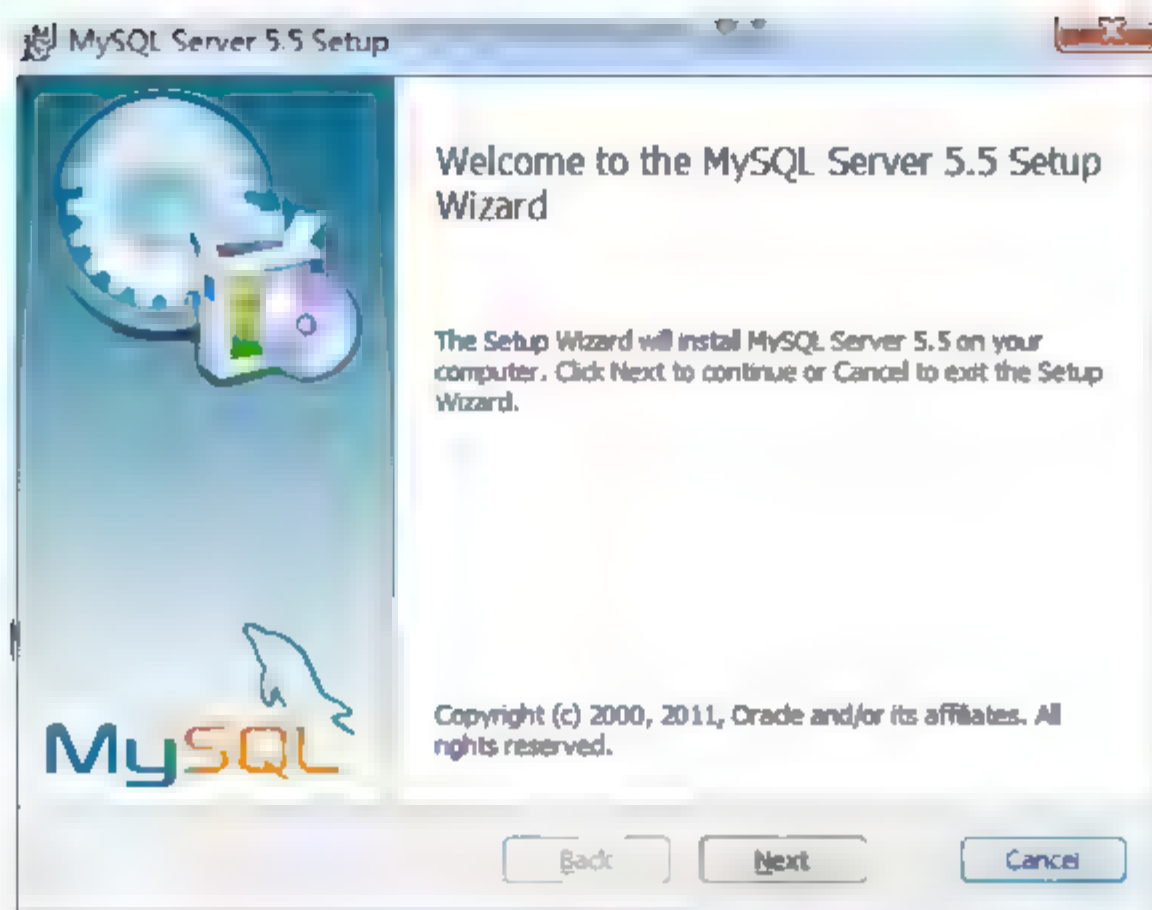 MySQL Server 5.5 Setup
Welcome to the MySQL Server 5.5 Setup
Wizard
The Setup Wizard will install MySQL Server 5.5 on your
computer. Click Next to continue or Cancel to exit the Setup
Wizard.
Copyright (c) 2000, 2011, Oracle and/or its affiliates. All
rights reserved.
MySQL
Back
Next
Cancel